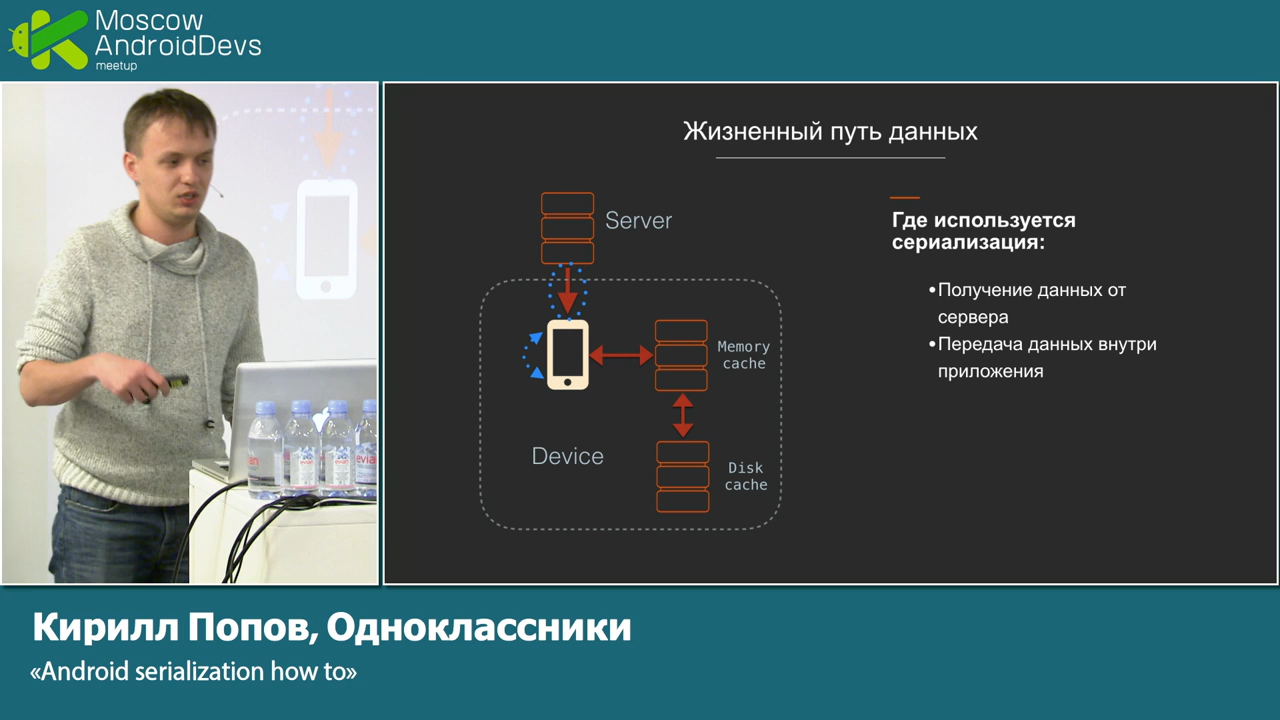 Moscow
AndroidDevs
meetup
Жизненный путь данных
Server
Memory
cache
Device
Disk
cache
Где используется
сериализация:
•Получение данных от
сервера
•Передача данных внутри
приложения
evian
Кирилл Попов, Одноклассники
«Android serialization how to»